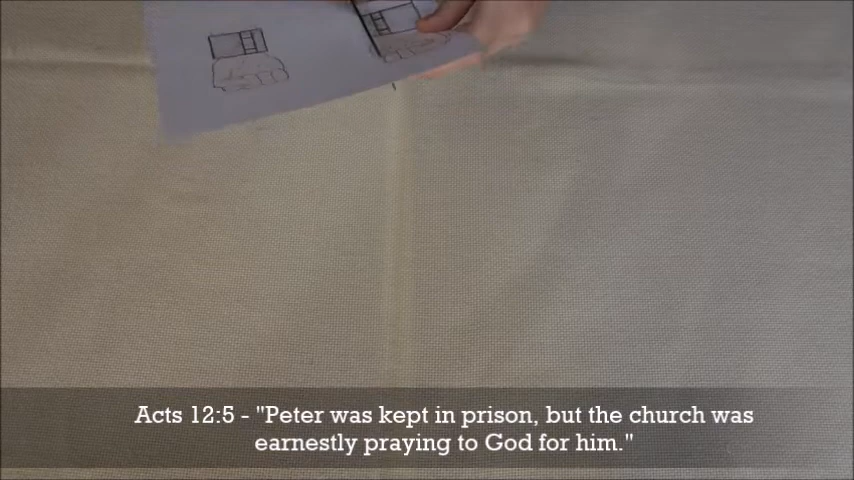 Acts 12:5 - "Peter was kept in prison, but the church was
earnestly praying to God for him."